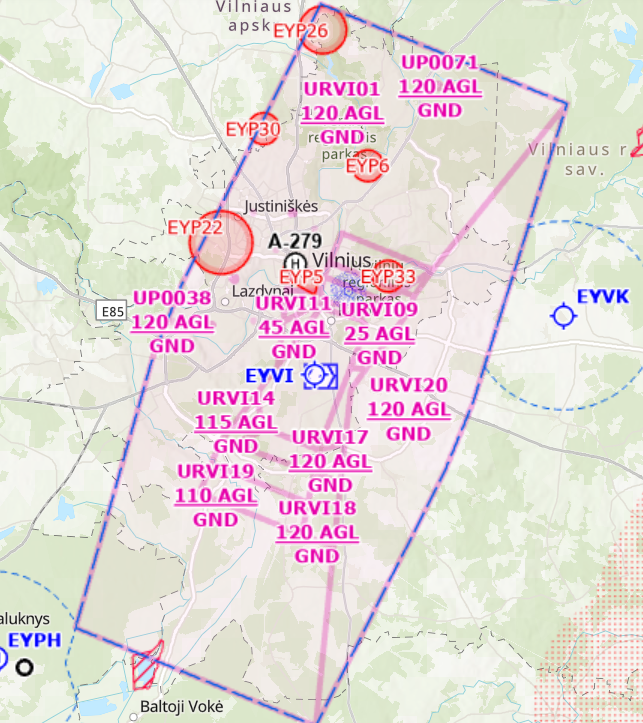 Vilniaus
apsk.
EYP26
UP0071
120 AGL
GND
URVI01
120 AGL
GND
EYP30
parkas
EYP6
Vilniaus r
sav.
Justiniškės
EYP22
A-279
H
Vilnius
EYP5
EYP33
parkas
Lazdynai
EYVK
UP0038
120 AGL
GND
E85
URVI11
45 AGL
GND
URVI09
25 AGL
GND
EYVI
URVI20
120 AGL
GND
URVI14
115 AGL
GND
URVI17
120 AGL
GND
URVI19
110 AGL
GND
URVI18
120 AGL
GND
aluknys
EYPH
Baltoji Vokė